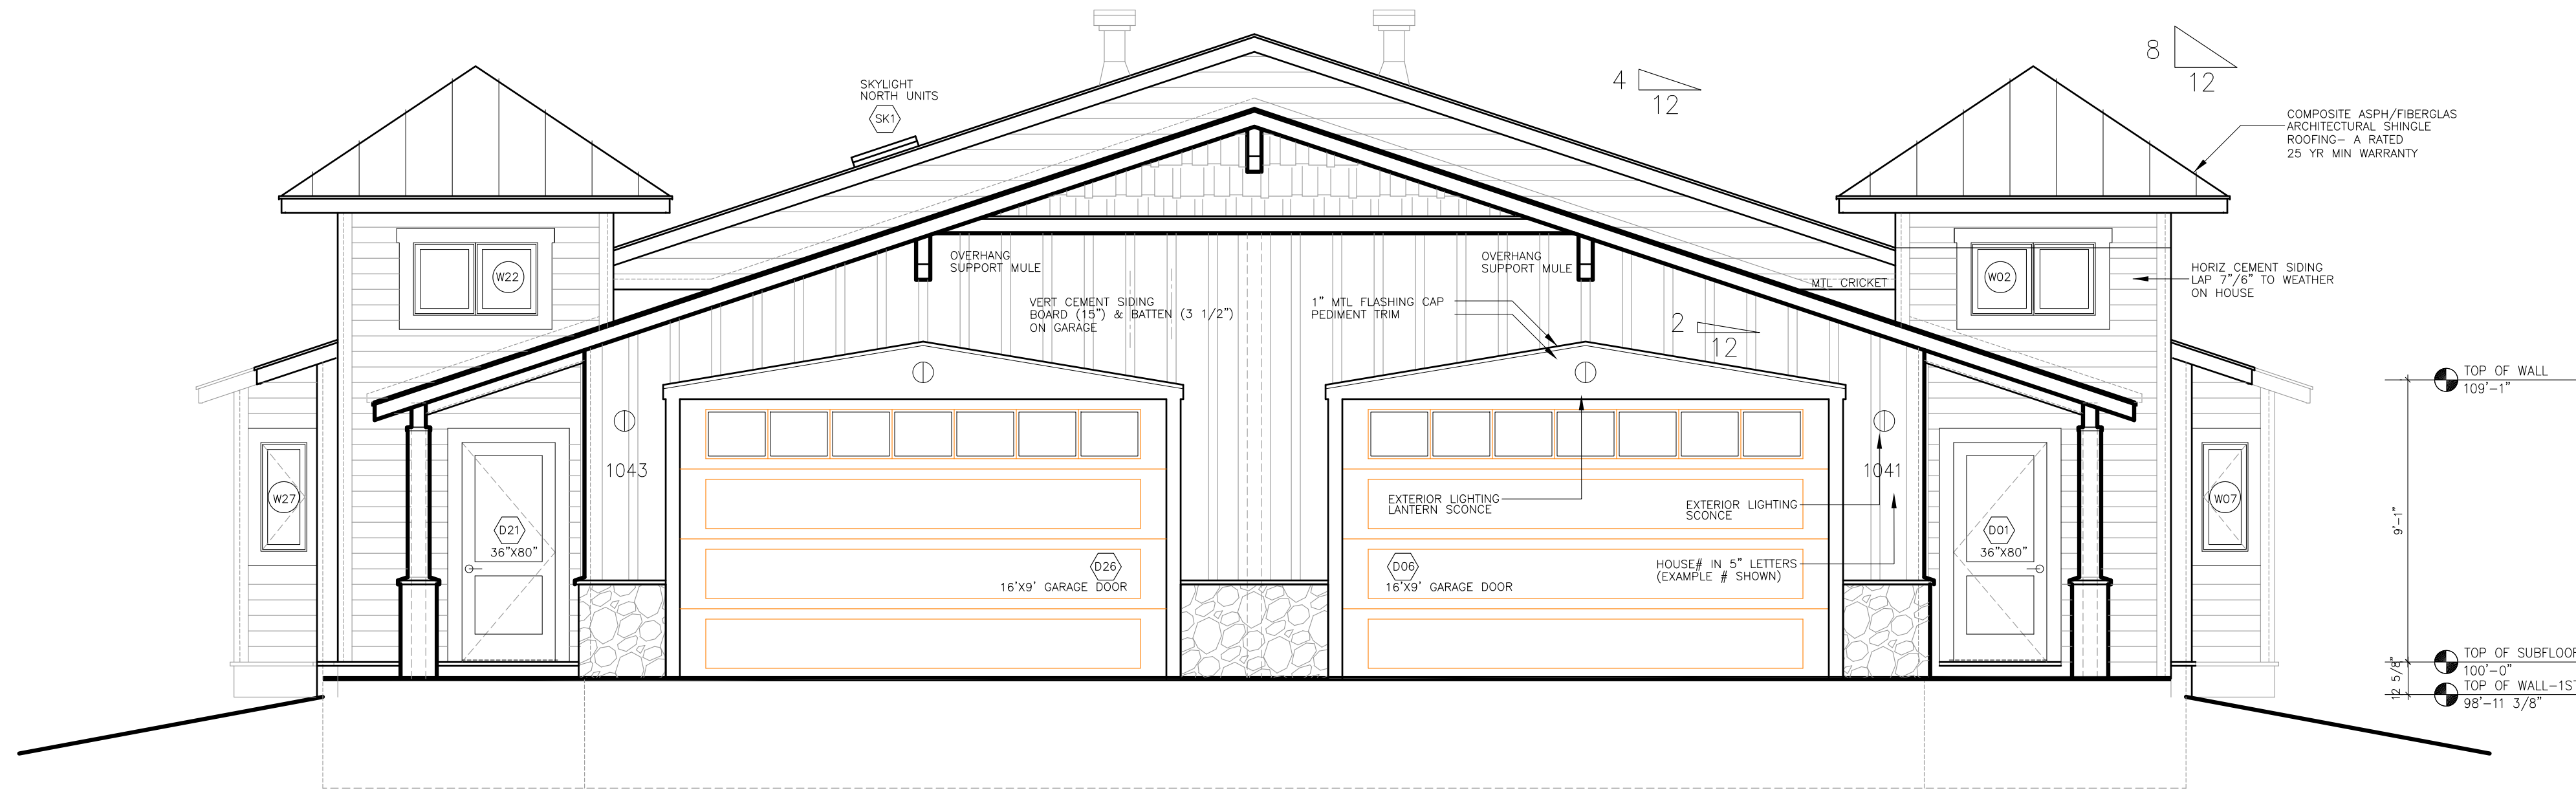 SKYLIGHT
NORTH UNITS
SK1
4
12
8
12
COMPOSITE ASPH/FIBERGLAS
ARCHITECTURAL SHINGLE
ROOFING- A RATED
25 YR MIN WARRANTY
W22
OVERHANG
SUPPORT MULE
OVERHANG
SUPPORT MULE
MTL CRICKET
W02
HORIZ CEMENT SIDING
LAP 7"/6" TO WEATHER
ON HOUSE
VERT CEMENT SIDING
BOARD (15") & BATTEN (3 1/2")
ON GARAGE
1" MTL FLASHING CAP
PEDIMENT TRIM
2
12
TOP OF WALL
109'-1"
1043
1041
W27
D21
36"X80"
EXTERIOR LIGHTING
LANTERN SCONCE
EXTERIOR LIGHTING
SCONCE
D01
36"X80"
W07
9'-1"
D26
16'X9' GARAGE DOOR
D06
16'X9' GARAGE DOOR
HOUSE# IN 5" LETTERS
(EXAMPLE # SHOWN)
TOP OF SUBFLOOR
100'-0"
12 5/8"
TOP OF WALL-1ST
98'-11 3/8"